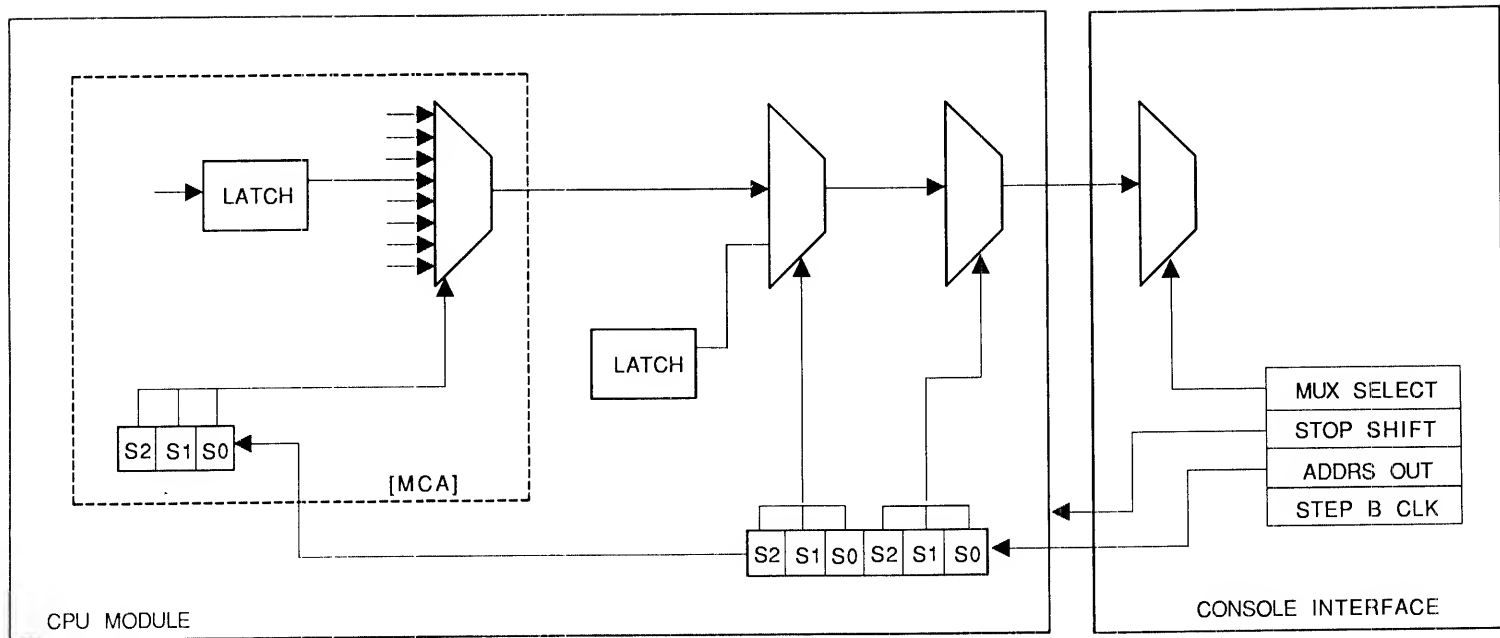 LATCH
LATCH
MUX SELECT
STOP SHIFT
ADDRS OUT
STEP B CLK
S2 S1 S0
[MCA]
S2 S1 S0 S2 S1 S0
CPU MODULE
CONSOLE INTERFACE